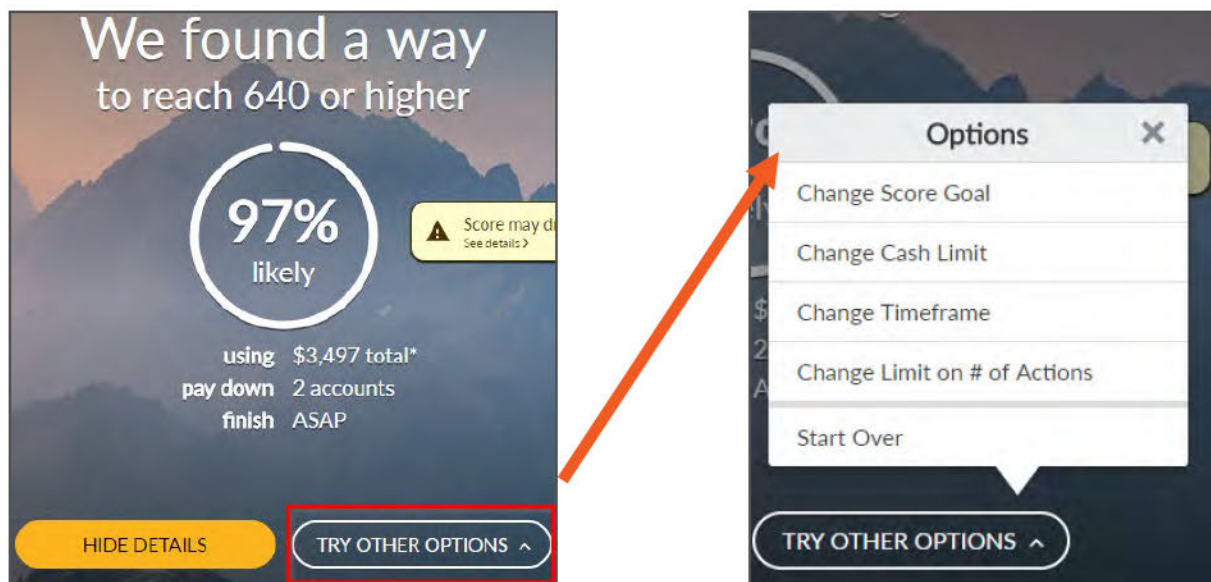 We found a way
to reach 640 or higher
97%
likely
Score may
See details >
using $3,497 total*
pay down 2 accounts
finish ASAP
HIDE DETAILS
TRY OTHER OPTIONS
Options
Change Score Goal
Change Cash Limit
Change Timeframe
Change Limit on # of Actions
Start Over
TRY OTHER OPTIONS